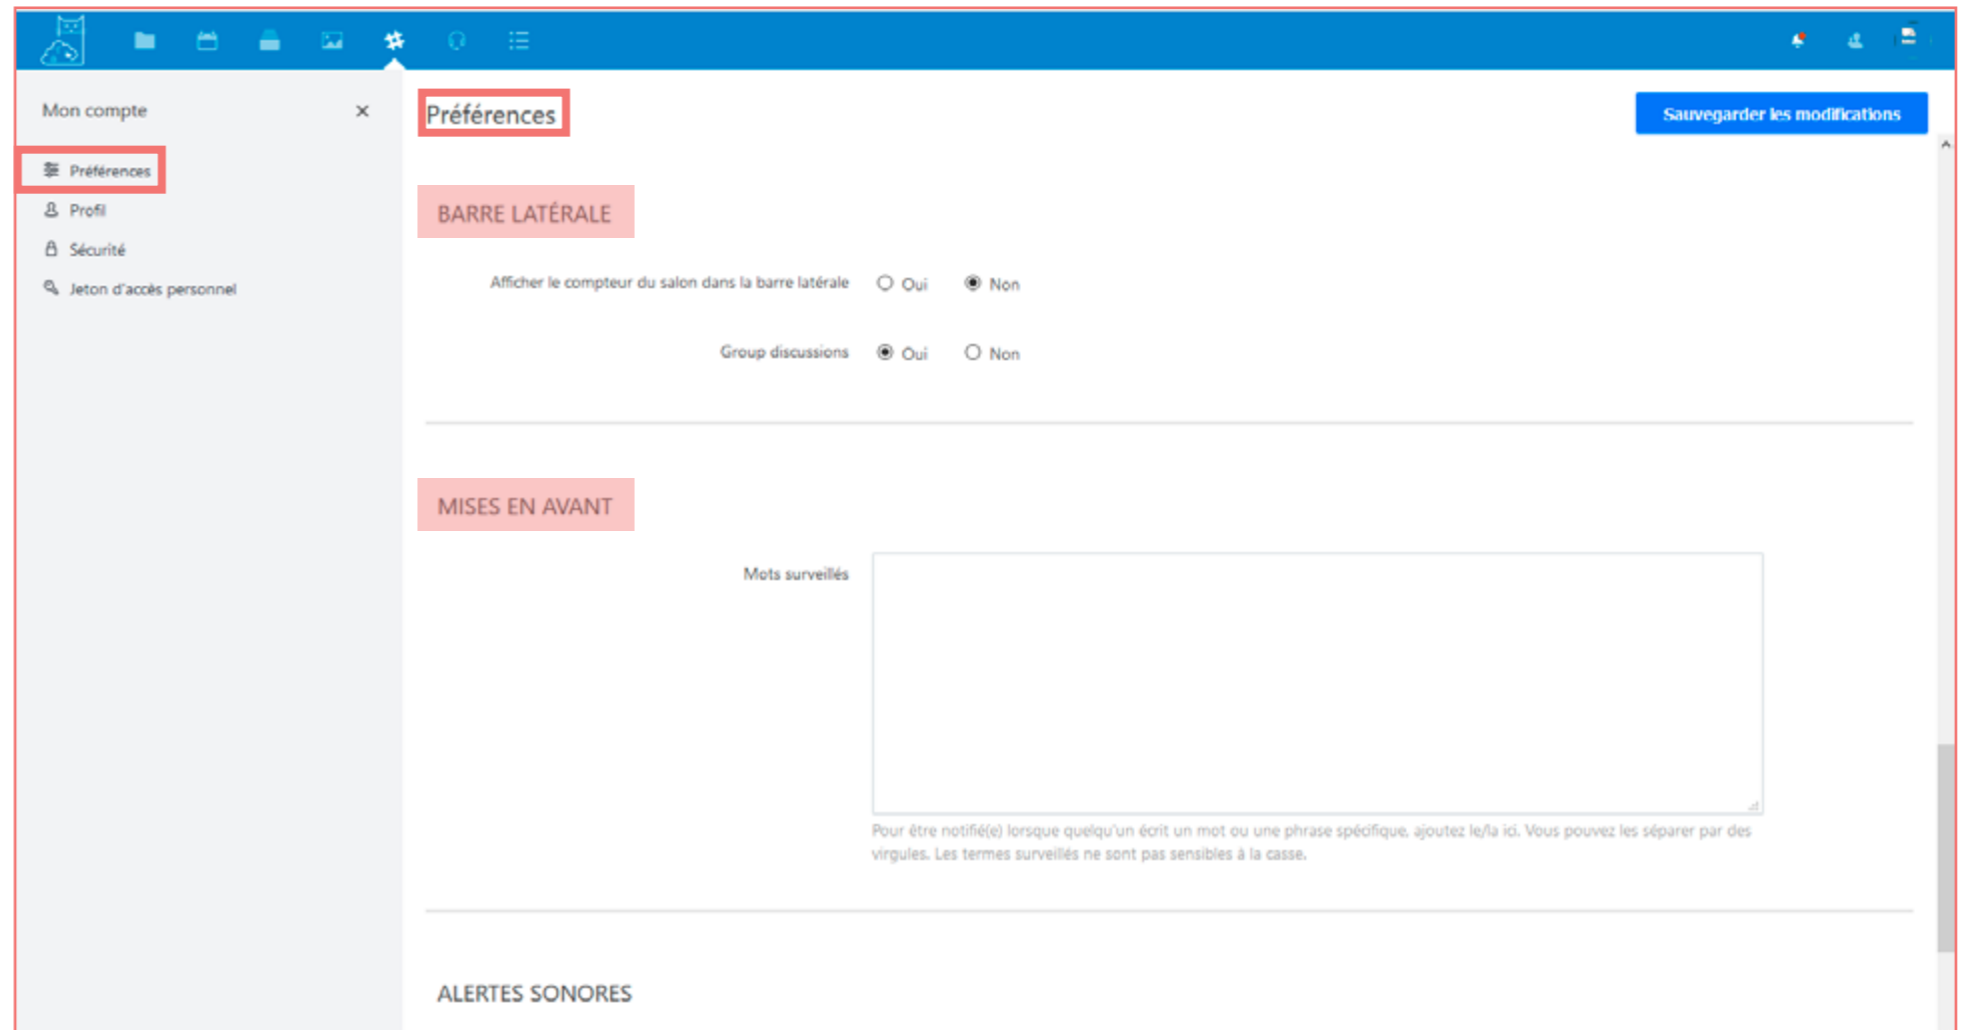 Mon compte
Préférences
Profil
Sécurité
Jeton d'accès personnel
Préférences
Sauvegarder les modifications
BARRE LATÉRALE
Afficher le compteur du salon dans la barre latérale Oui Non
Group discussions Oui Non
MISES EN AVANT
Mots surveillés
Pour être notifié(e) lorsque quelqu'un écrit un mot ou une phrase spécifique, ajoutez le/la ici. Vous pouvez les séparer par des
virgules. Les termes surveillés ne sont pas sensibles à la casse.
ALERTES SONORES